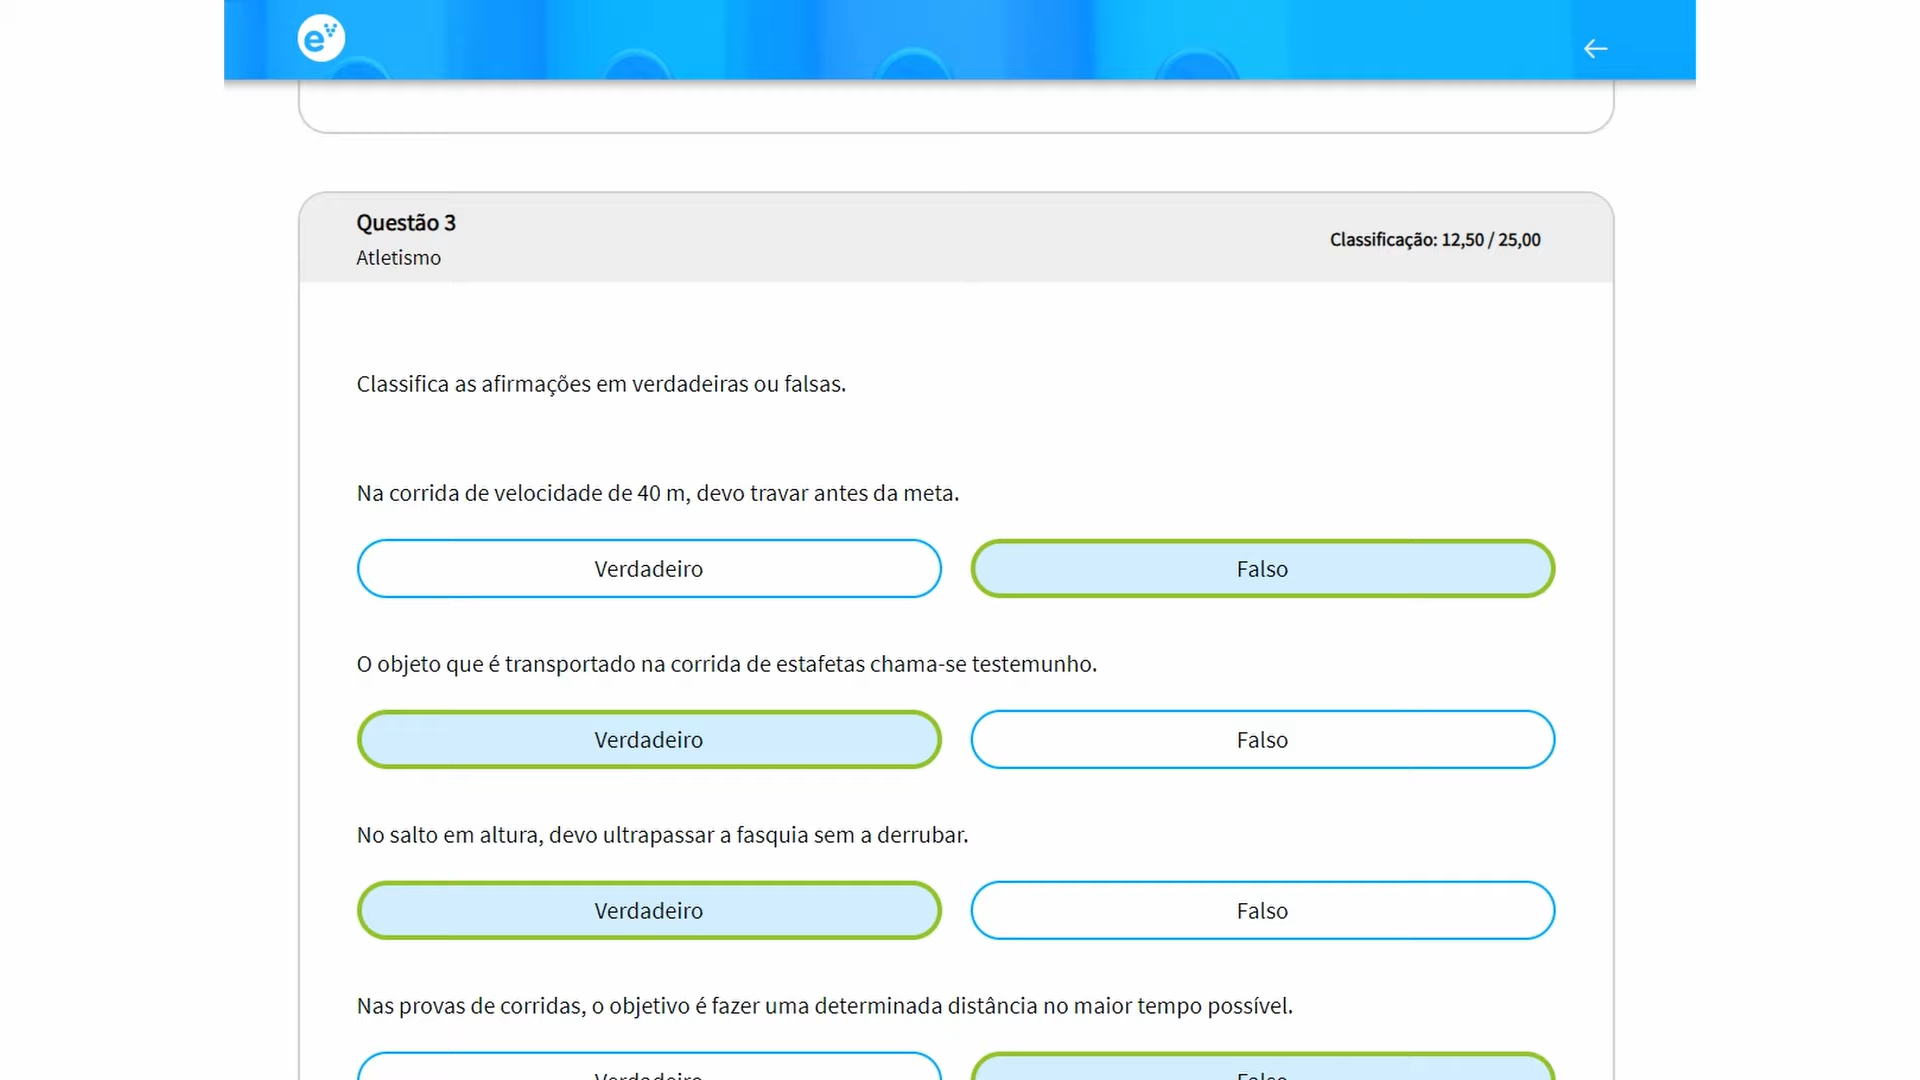 e
Questão 3
Classificação: 12,50 / 25,00
Atletismo
Classifica as afirmações em verdadeiras ou falsas.
Na corrida de velocidade de 40 m, devo travar antes da meta.
Verdadeiro
Falso
O objeto que é transportado na corrida de estafetas chama-se testemunho.
Verdadeiro
Falso
No salto em altura, devo ultrapassar a fasquia sem a derrubar.
Verdadeiro
Falso
Nas provas de corridas, o objetivo é fazer uma determinada distância no maior tempo possível.
Verdadeiro
Falso